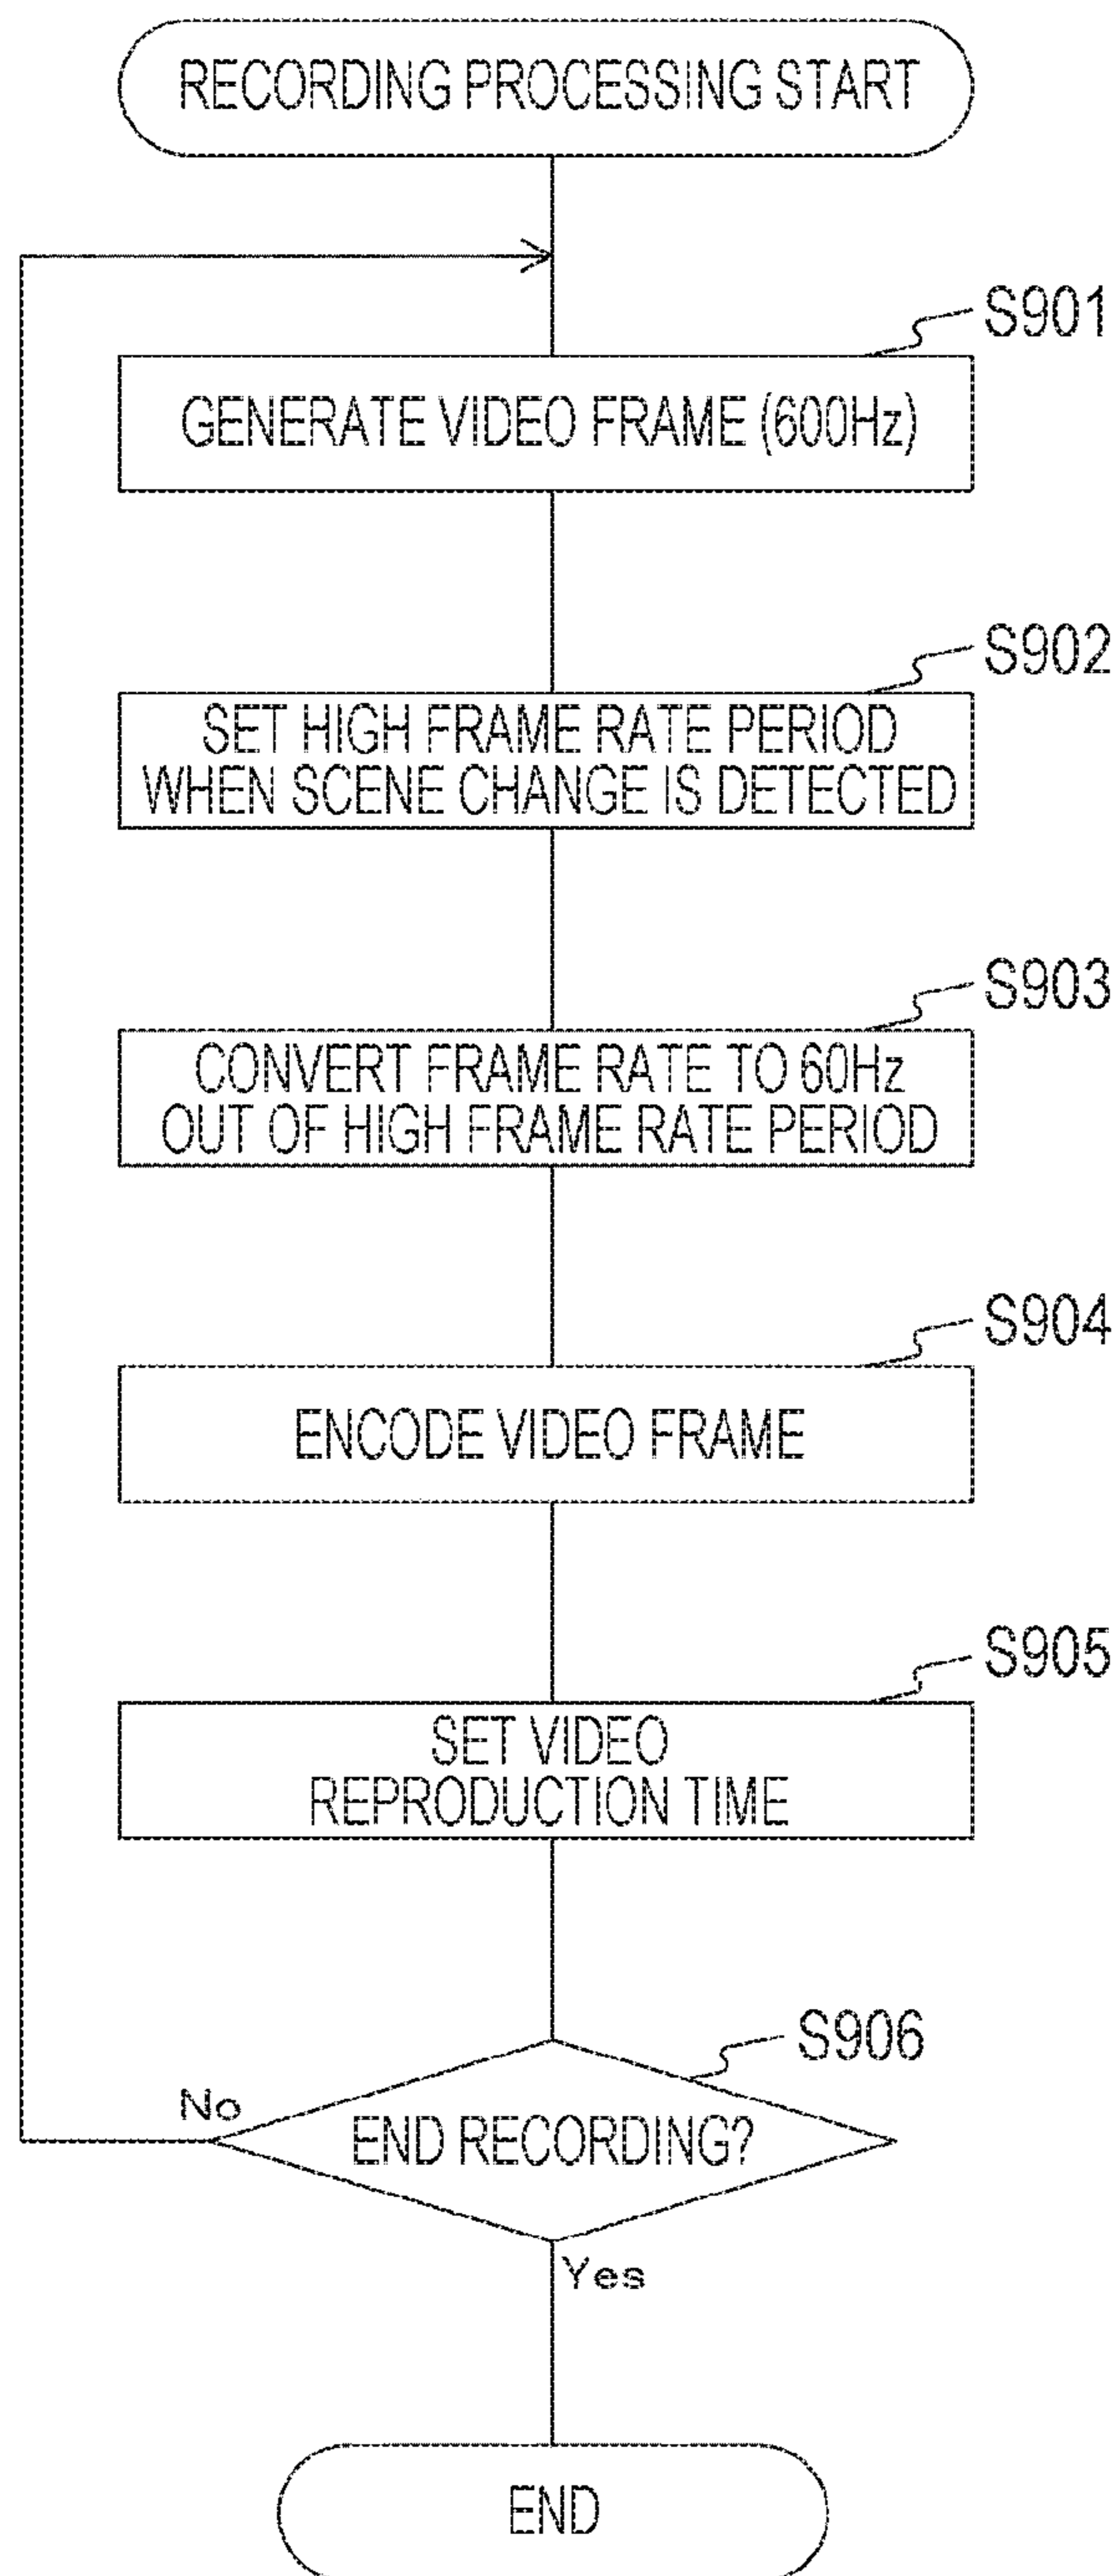 RECORDING PROCESSING START
S901
GENERATE VIDEO FRAME (600Hz)
S902
SET HIGH FRAME RATE PERIOD
WHEN SCENE CHANGE IS DETECTED
S903
CONVERT FRAME RATE TO 60Hz
OUT OF HIGH FRAME RATE PERIOD
S904
ENCODE VIDEO FRAME
S905
SET VIDEO
REPRODUCTION TIME
S906
No
END RECORDING?
Yes
END